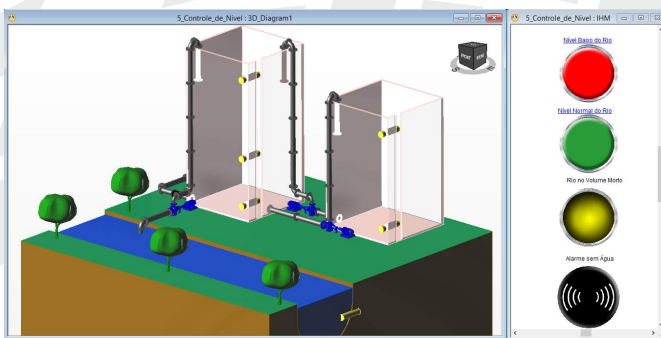 5_Controle_de_Nivel : 3D_Diagram1
5_Controle_de_Nivel : IHM
Nível Baixo do Rio
Nível Normal do Rio
Rio no Volume Morto
Alarme sem Água